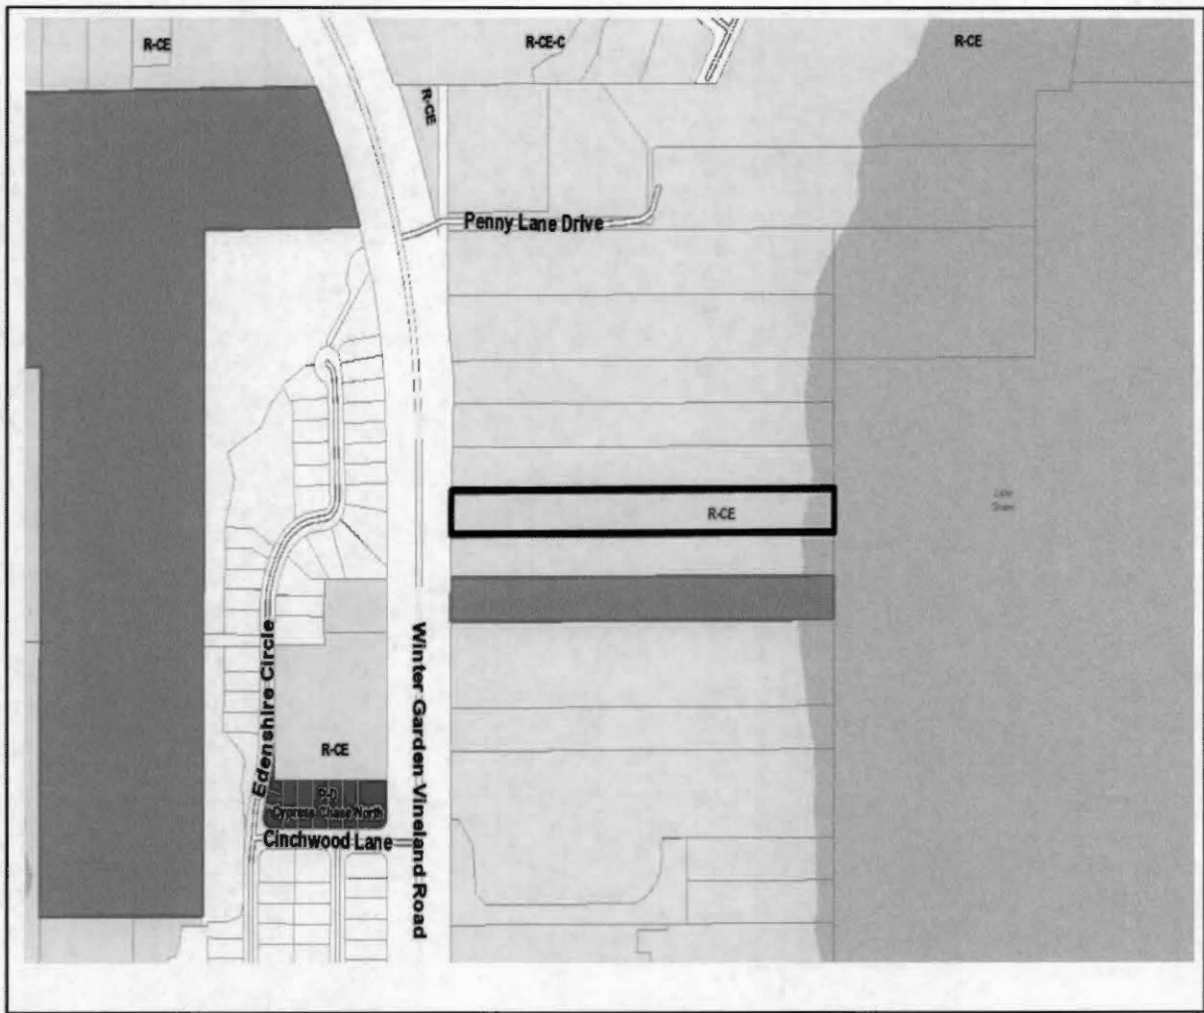 R-CE
R-CE-C
R-CE
R-CE
Penny Lane Drive
R-CE
Lake
Edenshire Circle
Winter Garden Vineland Road
R-CE
P-D
Cypress Chase North
Cinchwood Lane